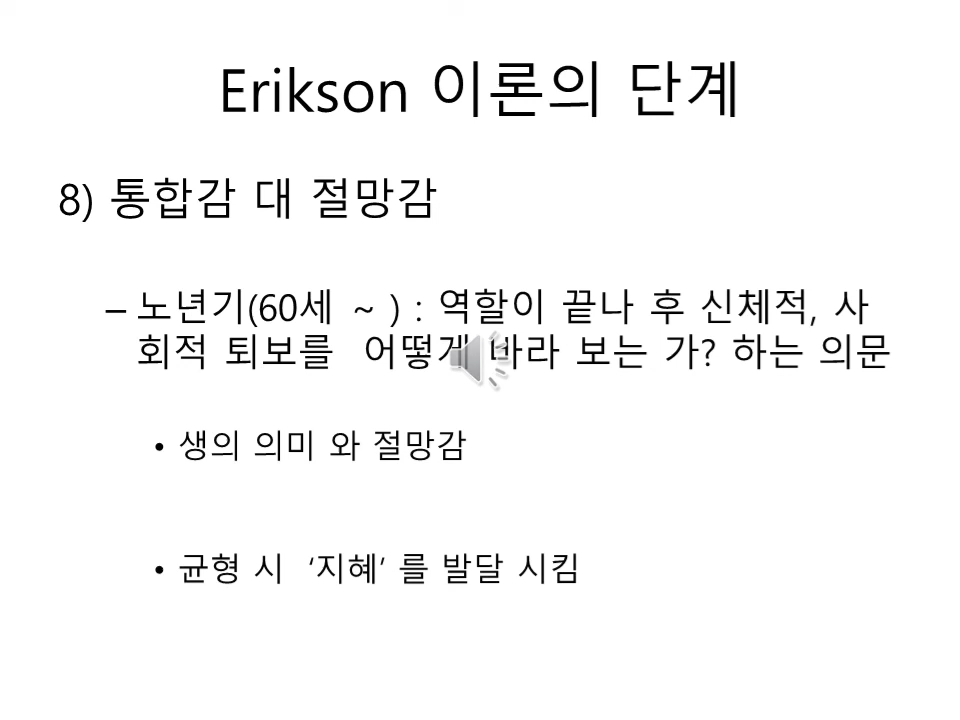 Erikson 이론의 단계
8) 통합감 대 절망감
– 노년기(60세 ~ ) : 역할이 끝나 후 신체적, 사
회적 퇴보를 어떻게 바라 보는 가? 하는 의문
• 생의 의미 와 절망감
• 균형 시 ‘지혜’ 를 발달 시킴